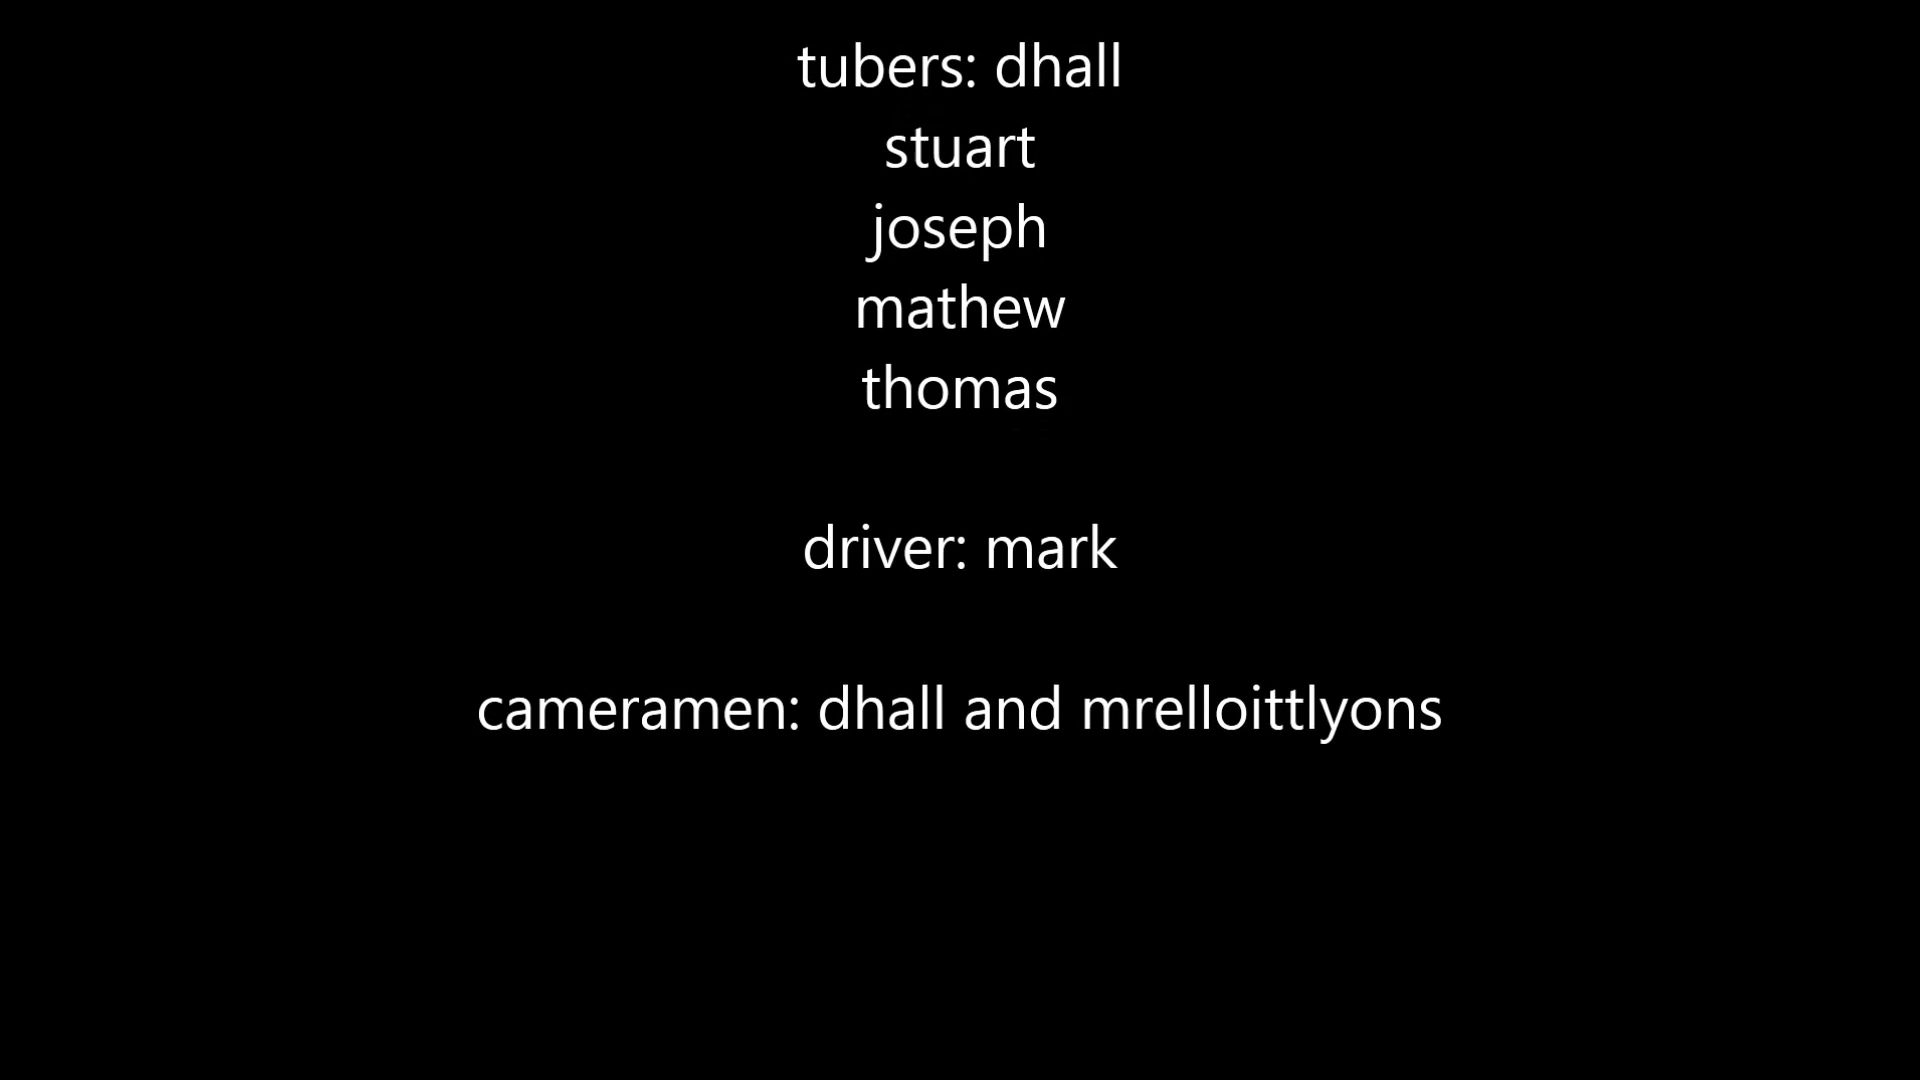 tubers: dhall
stuart
joseph
mathew
thomas
driver: mark
cameramen: dhall and mrelloittlyons